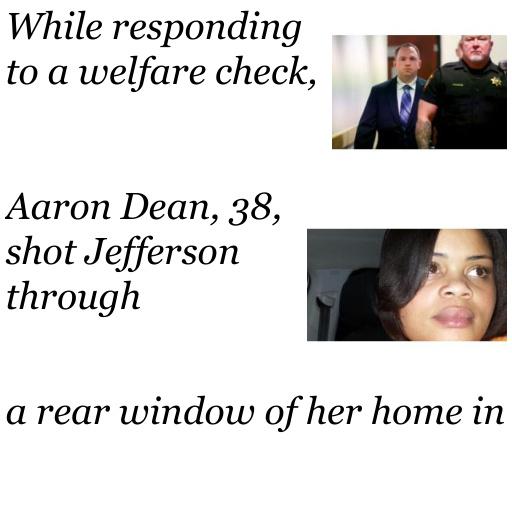 While responding
to a welfare check,
Aaron Dean, 38,
shot Jefferson
through
a rear window of her home in